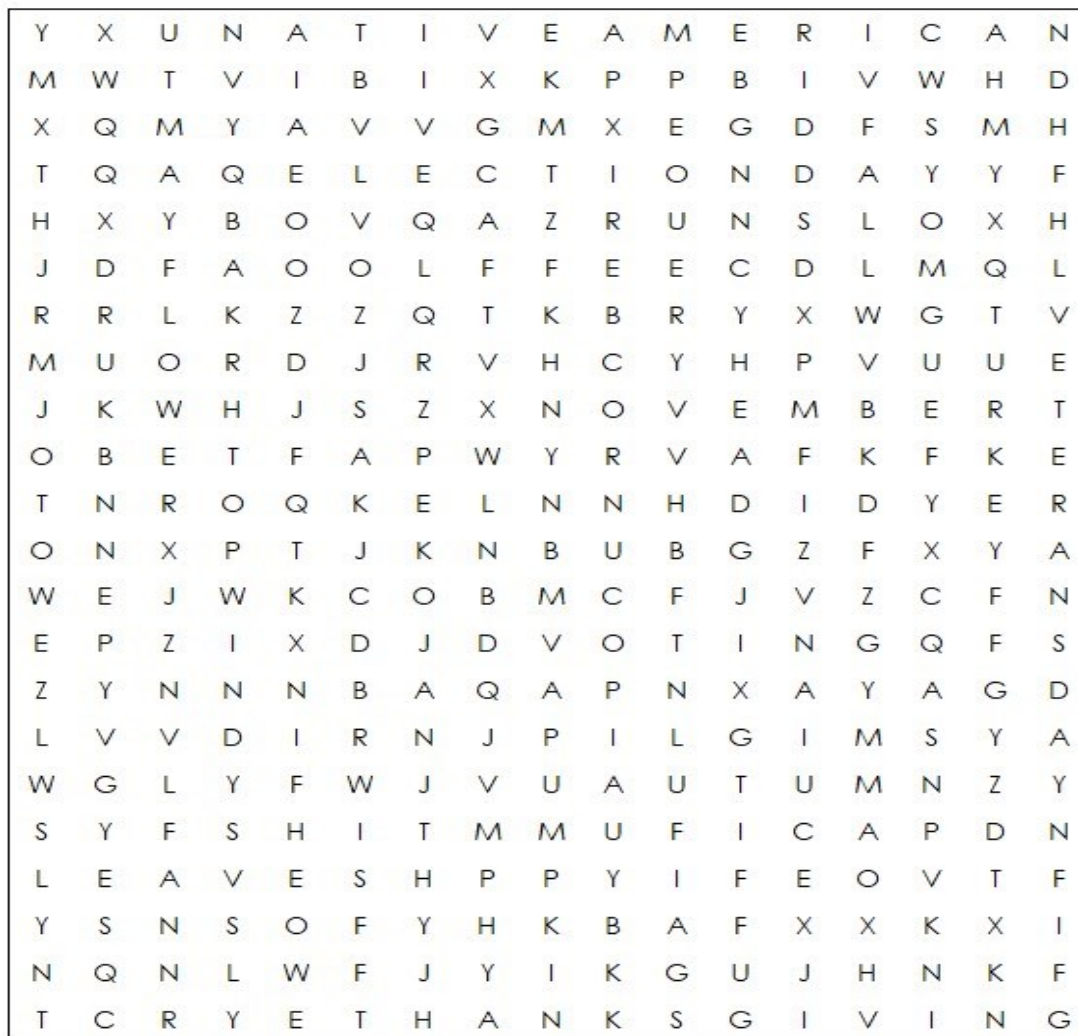 Y X U N A T I V E A M E R I C A N
M W T V I B I X K P P B I V W H D
X Q M Y A V V G M X E G D F S M H
T Q A Q E L E C T I O N D A Y Y F
H X Y B O V Q A Z R U N S L O X H
J D F A O O L F F E E C D L M Q L
R R L K Z Z Q T K B R Y X W G T V
M U O R D J R V H C Y H P V U U E
J K W H J S Z X N O V E M B E R T
O B E T F A P W Y R V A F K F K E
T N R O Q K E L N N H D I D Y E R
O N X P T J K N B U B G Z F X Y A
W E J W K C O B M C F J V Z C F N
E P Z I X D J D V O T I N G Q F S
Z Y N N N B A Q A P N X A Y A G D
L V V D I R N J P I L G I M S Y A
W G L Y F W J V U A U T U M N Z Y
S Y F S H I T M M U F I C A P D N
L E A V E S H P P Y I F E O V T F
Y S N S O F Y H K B A F X X K X I
N Q N L W F J Y I K G U J H N K F
T C R Y E T H A N K S G I V I N G